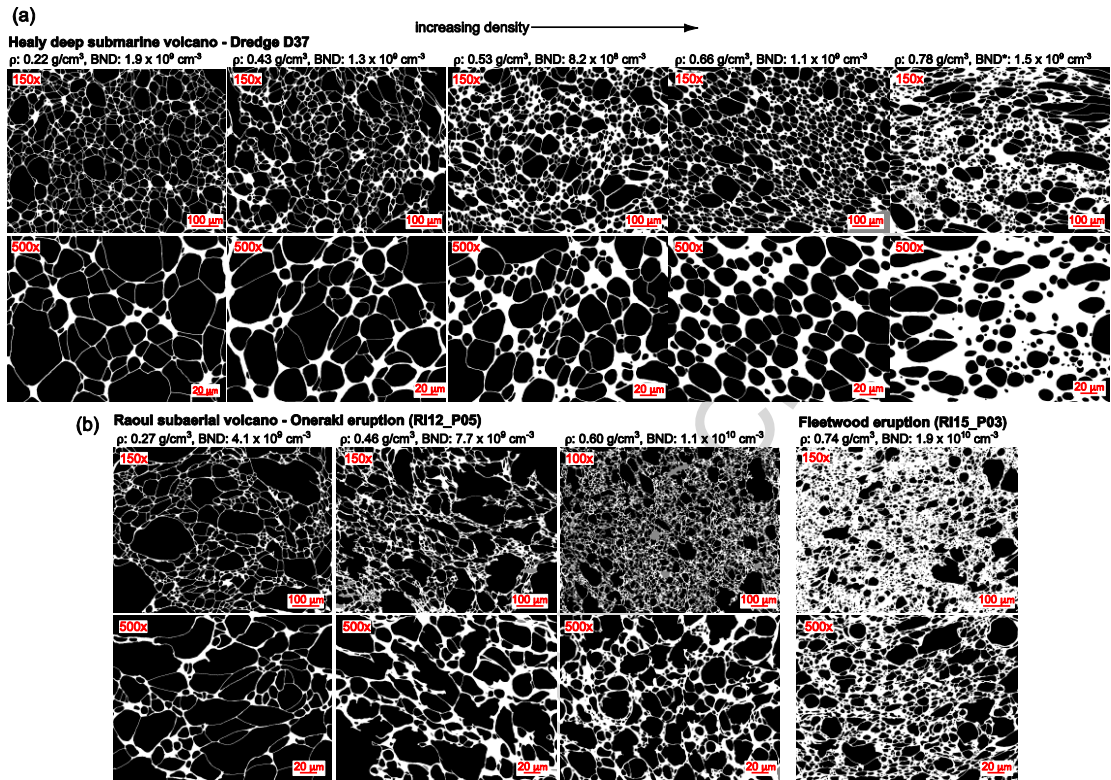 (a)
increasing density
Healy deep submarine volcano - Dredge D37
ρ: 0.22 g/cm³, BND: 1.9 x 10⁹ cm⁻³
ρ: 0.43 g/cm³, BND: 1.3 x 10⁹ cm⁻³
ρ: 0.53 g/cm³, BND: 8.2 x 10⁸ cm⁻³
ρ: 0.66 g/cm³, BND: 1.1 x 10⁹ cm⁻³
ρ: 0.78 g/cm³, BND*: 1.5 x 10⁹ cm⁻³
150x
150x
150x
150x
150x
100 µm
100 µm
100 µm
100 µm
100 µm
500x
500x
500x
500x
500x
20 µm
20 µm
20 µm
20 µm
20 µm
(b)
Raoul subaerial volcano - Oneraki eruption (RI12_P05)
Fleetwood eruption (RI15_P03)
ρ: 0.27 g/cm³, BND: 4.1 x 10⁹ cm⁻³
ρ: 0.46 g/cm³, BND: 7.7 x 10⁹ cm⁻³
ρ: 0.60 g/cm³, BND: 1.1 x 10¹⁰ cm⁻³
ρ: 0.74 g/cm³, BND: 1.9 x 10¹⁰ cm⁻³
150x
150x
100x
150x
100 µm
100 µm
100 µm
100 µm
500x
500x
500x
500x
20 µm
20 µm
20 µm
20 µm